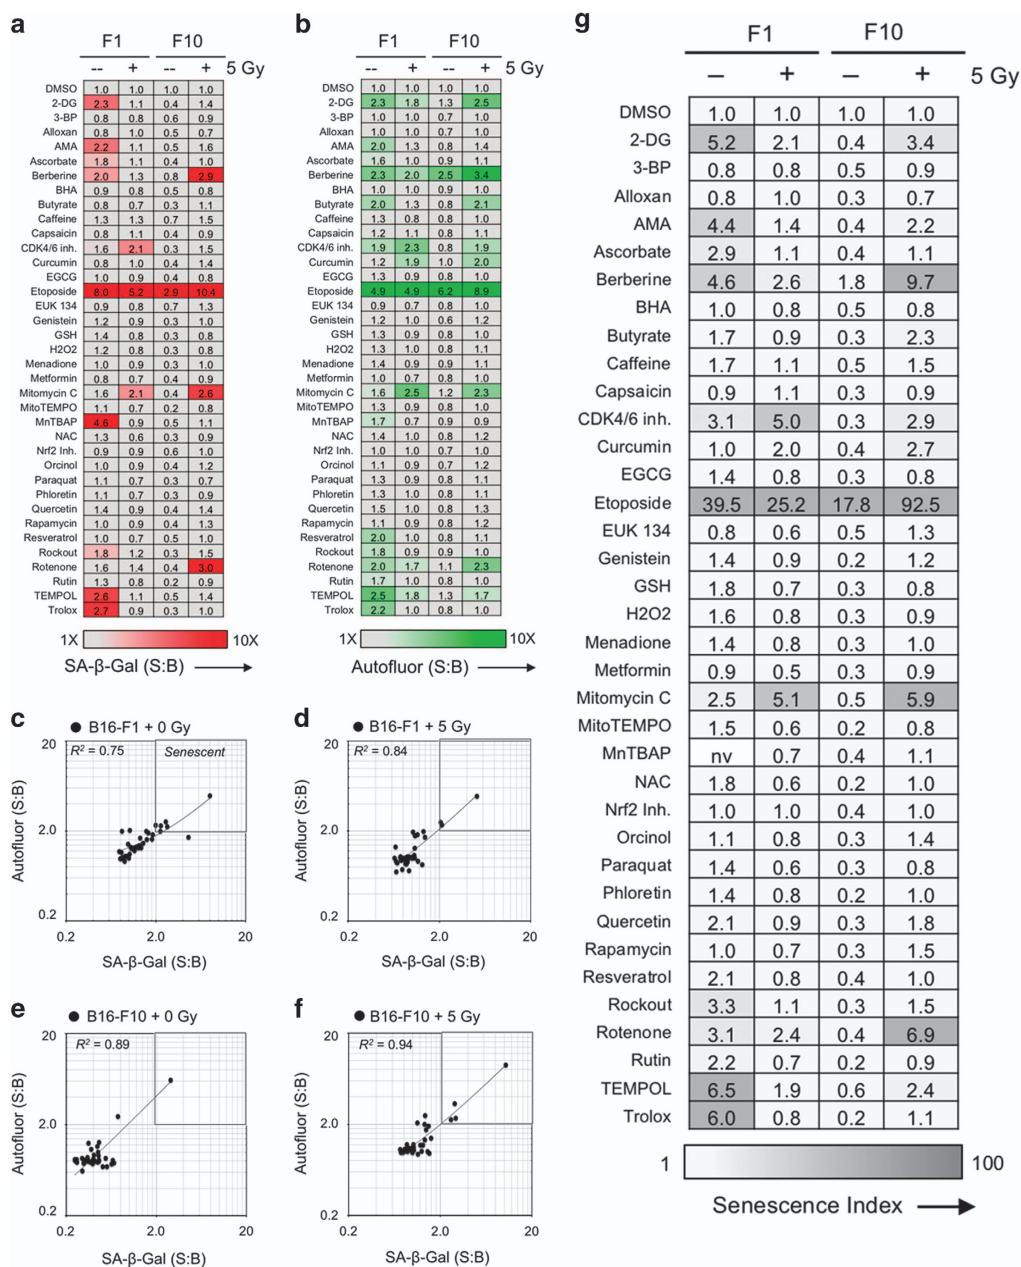 a
F1 F10
-- + -- + 5 Gy
DMSO 1.0 1.0 1.0 1.0
2-DG 2.3 1.1 0.4 1.4
3-BP 0.8 0.8 0.6 0.9
Alloxan 0.8 1.0 0.5 0.7
AMA 2.2 1.1 0.5 1.6
Ascorbate 1.8 1.1 0.4 1.0
Berberine 2.0 1.3 0.8 2.9
BHA 0.9 0.8 0.5 0.8
Butyrate 0.8 0.7 0.3 1.1
Caffeine 1.3 1.3 0.7 1.5
Capsaicin 0.8 1.1 0.4 0.9
CDK4/6 inh. 1.6 2.1 0.3 1.5
Curcumin 0.8 1.0 0.4 1.4
EGCG 1.0 0.9 0.4 0.8
Etoposide 8.0 5.2 2.9 10.4
EUK 134 0.9 0.8 0.7 1.3
Genistein 1.2 0.9 0.3 1.0
GSH 1.4 0.8 0.3 0.8
H2O2 1.2 0.8 0.3 0.8
Menadione 1.0 0.9 0.3 1.0
Metformin 0.8 0.7 0.4 0.9
Mitomycin C 1.6 2.1 0.4 2.6
MitoTEMPO 1.1 0.7 0.2 0.8
MnTBAP 4.6 0.9 0.5 1.1
NAC 1.3 0.6 0.3 0.9
Nrf2 Inh. 0.9 0.9 0.6 1.0
Orcinol 1.0 0.9 0.4 1.2
Paraquat 1.1 0.7 0.3 0.7
Phloretin 1.1 0.7 0.3 0.9
Quercetin 1.4 0.9 0.4 1.4
Rapamycin 1.0 0.9 0.4 1.3
Resveratrol 1.0 0.7 0.5 1.0
Rockout 1.8 1.2 0.3 1.5
Rotenone 1.6 1.4 0.4 3.0
Rutin 1.3 0.8 0.2 0.9
TEMPOL 2.6 1.1 0.5 1.4
Trolox 2.7 0.9 0.3 1.0
1X 10X
SA-β-Gal (S:B)
b
F1 F10
-- + -- + 5 Gy
DMSO 1.0 1.0 1.0 1.0
2-DG 2.3 1.8 1.3 2.5
3-BP 1.0 1.0 0.7 1.0
Alloxan 1.0 1.0 0.7 1.0
AMA 2.0 1.3 0.8 1.4
Ascorbate 1.6 1.0 0.9 1.1
Berberine 2.3 2.0 2.5 3.4
BHA 1.0 1.0 0.9 1.0
Butyrate 2.0 1.3 0.8 2.1
Caffeine 1.3 0.8 0.8 1.0
Capsaicin 1.2 1.1 0.8 1.1
CDK4/6 inh. 1.9 2.3 0.8 1.9
Curcumin 1.2 1.9 1.0 2.0
EGCG 1.3 0.9 0.8 1.0
Etoposide 4.9 4.9 6.2 8.9
EUK 134 0.9 0.7 0.8 1.0
Genistein 1.2 1.0 0.6 1.2
GSH 1.3 0.9 0.8 1.0
H2O2 1.3 1.0 0.8 1.1
Menadione 1.4 0.9 0.9 1.1
Metformin 1.0 0.7 0.8 1.0
Mitomycin C 1.6 2.5 1.2 2.3
MitoTEMPO 1.3 0.9 0.8 1.0
MnTBAP 1.7 0.7 0.9 0.9
NAC 1.4 1.0 0.8 1.2
Nrf2 Inh. 1.0 1.0 0.7 1.0
Orcinol 1.1 0.9 0.7 1.2
Paraquat 1.3 0.9 0.8 1.1
Phloretin 1.3 1.0 0.8 1.1
Quercetin 1.5 1.0 0.8 1.3
Rapamycin 1.1 0.9 0.8 1.2
Resveratrol 2.0 1.0 0.8 1.1
Rockout 1.8 0.9 0.9 1.0
Rotenone 2.0 1.7 1.1 2.3
Rutin 1.7 1.0 0.8 1.0
TEMPOL 2.5 1.8 1.3 1.7
Trolox 2.2 1.0 0.8 1.0
1X 10X
Autofluor (S:B)
c
B16-F1 + 0 Gy
R² = 0.75 Senescent
20
2.0
0.2
0.2 2.0 20
Autofluor (S:B)
SA-β-Gal (S:B)
d
B16-F1 + 5 Gy
R² = 0.84
20
2.0
0.2
0.2 2.0 20
Autofluor (S:B)
SA-β-Gal (S:B)
e
B16-F10 + 0 Gy
R² = 0.89
20
2.0
0.2
0.2 2.0 20
Autofluor (S:B)
SA-β-Gal (S:B)
f
B16-F10 + 5 Gy
R² = 0.94
20
2.0
0.2
0.2 2.0 20
Autofluor (S:B)
SA-β-Gal (S:B)
g
F1 F10
– + – + 5 Gy
DMSO 1.0 1.0 1.0 1.0
2-DG 5.2 2.1 0.4 3.4
3-BP 0.8 0.8 0.5 0.9
Alloxan 0.8 1.0 0.3 0.7
AMA 4.4 1.4 0.4 2.2
Ascorbate 2.9 1.1 0.4 1.1
Berberine 4.6 2.6 1.8 9.7
BHA 1.0 0.8 0.5 0.8
Butyrate 1.7 0.9 0.3 2.3
Caffeine 1.7 1.1 0.5 1.5
Capsaicin 0.9 1.1 0.3 0.9
CDK4/6 inh. 3.1 5.0 0.3 2.9
Curcumin 1.0 2.0 0.4 2.7
EGCG 1.4 0.8 0.3 0.8
Etoposide 39.5 25.2 17.8 92.5
EUK 134 0.8 0.6 0.5 1.3
Genistein 1.4 0.9 0.2 1.2
GSH 1.8 0.7 0.3 0.8
H2O2 1.6 0.8 0.3 0.9
Menadione 1.4 0.8 0.3 1.0
Metformin 0.9 0.5 0.3 0.9
Mitomycin C 2.5 5.1 0.5 5.9
MitoTEMPO 1.5 0.6 0.2 0.8
MnTBAP nv 0.7 0.4 1.1
NAC 1.8 0.6 0.2 1.0
Nrf2 Inh. 1.0 1.0 0.4 1.0
Orcinol 1.1 0.8 0.3 1.4
Paraquat 1.4 0.6 0.3 0.8
Phloretin 1.4 0.8 0.2 1.0
Quercetin 2.1 0.9 0.3 1.8
Rapamycin 1.0 0.7 0.3 1.5
Resveratrol 2.1 0.8 0.4 1.0
Rockout 3.3 1.1 0.3 1.5
Rotenone 3.1 2.4 0.4 6.9
Rutin 2.2 0.7 0.2 0.9
TEMPOL 6.5 1.9 0.6 2.4
Trolox 6.0 0.8 0.2 1.1
1 100
Senescence Index